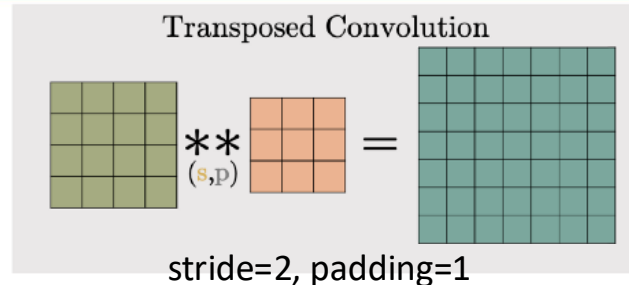 Transposed Convolution
** =
(s,p)
stride=2, padding=1